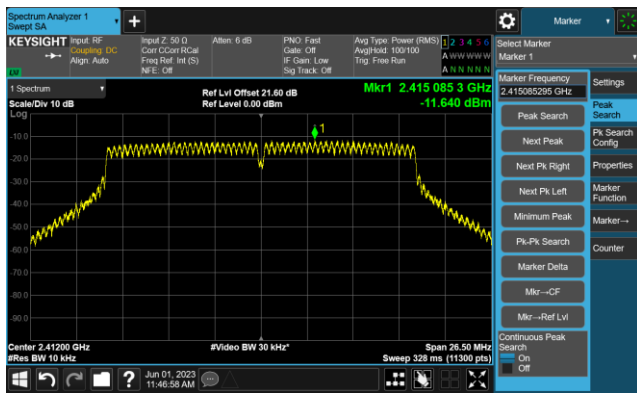 Spectrum Analyzer 1
Swept SA
Marker
KEYSIGHT
Input: RF
Coupling: DC
Align: Auto
Input Z: 50 Ω
Corr CCorr RCal
Freq Ref: Int (S)
NFE: Off
Atten: 6 dB
PNO: Fast
Gate: Off
IF Gain: Low
Sig Track: Off
Avg Type: Power (RMS)
Avg|Hold: 100/100
Trig: Free Run
1 2 3 4 5 6
A W W W W W
A N N N N N
Select Marker
Marker 1
1 Spectrum
Scale/Div 10 dB
Log
Ref Lvl Offset 21.60 dB
Ref Level 0.00 dBm
Mkr1 2.415 085 3 GHz
-11.640 dBm
1
-10.0
-20.0
-30.0
-40.0
-50.0
-60.0
-70.0
-80.0
-90.0
Center 2.41200 GHz
#Res BW 10 kHz
#Video BW 30 kHz*
Span 26.50 MHz
Sweep 328 ms (11300 pts)
Marker Frequency
2.415085295 GHz
Peak Search
Next Peak
Next Pk Right
Next Pk Left
Minimum Peak
Pk-Pk Search
Marker Delta
Mkr→CF
Mkr→Ref Lvl
Continuous Peak
Search
On
Off
Settings
Peak
Search
Pk Search
Config
Properties
Marker
Function
Marker→
Counter
?
Jun 01, 2023
11:46:58 AM